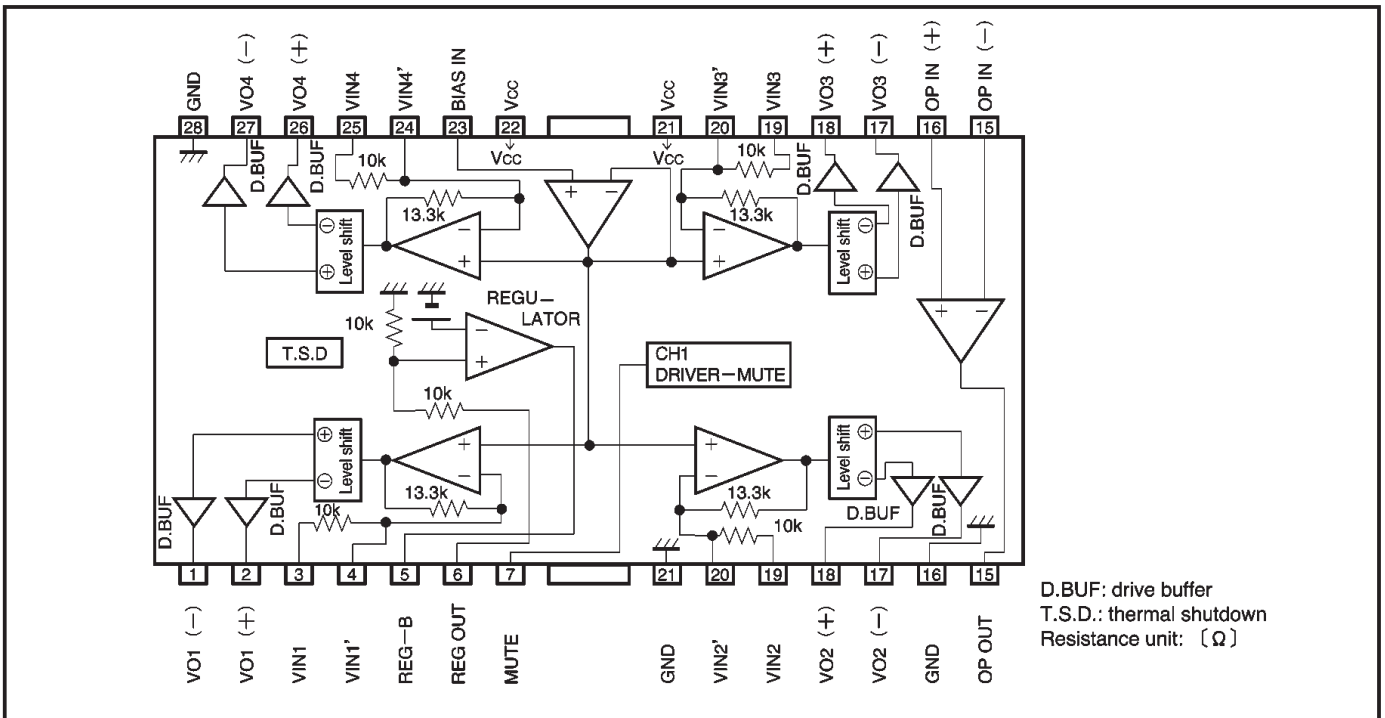 GND
VO4 (−)
VO4 (+)
VIN4
VIN4'
BIAS IN
VCC
VCC
VIN3'
VIN3
VO3 (+)
VO3 (−)
OP IN (+)
OP IN (−)
28
27
26
25
24
23
22
21
20
19
18
17
16
15
D.BUF
D.BUF
10k
VCC
VCC
10k
D.BUF
D.BUF
13.3k
+
−
13.3k
⊖
Level shift
⊕
−
+
−
+
⊖
Level shift
⊕
+
−
10k
REGU−
LATOR
−
+
T.S.D
CH1
DRIVER−MUTE
10k
⊕
Level shift
⊖
+
−
+
−
⊕
Level shift
⊖
D.BUF
D.BUF
13.3k
10k
13.3k
10k
D.BUF
D.BUF
1
2
3
4
5
6
7
21
20
19
18
17
16
15
VO1 (−)
VO1 (+)
VIN1
VIN1'
REG−B
REG OUT
MUTE
GND
VIN2'
VIN2
VO2 (+)
VO2 (−)
GND
OP OUT
D.BUF: drive buffer
T.S.D.: thermal shutdown
Resistance unit: 〔Ω〕